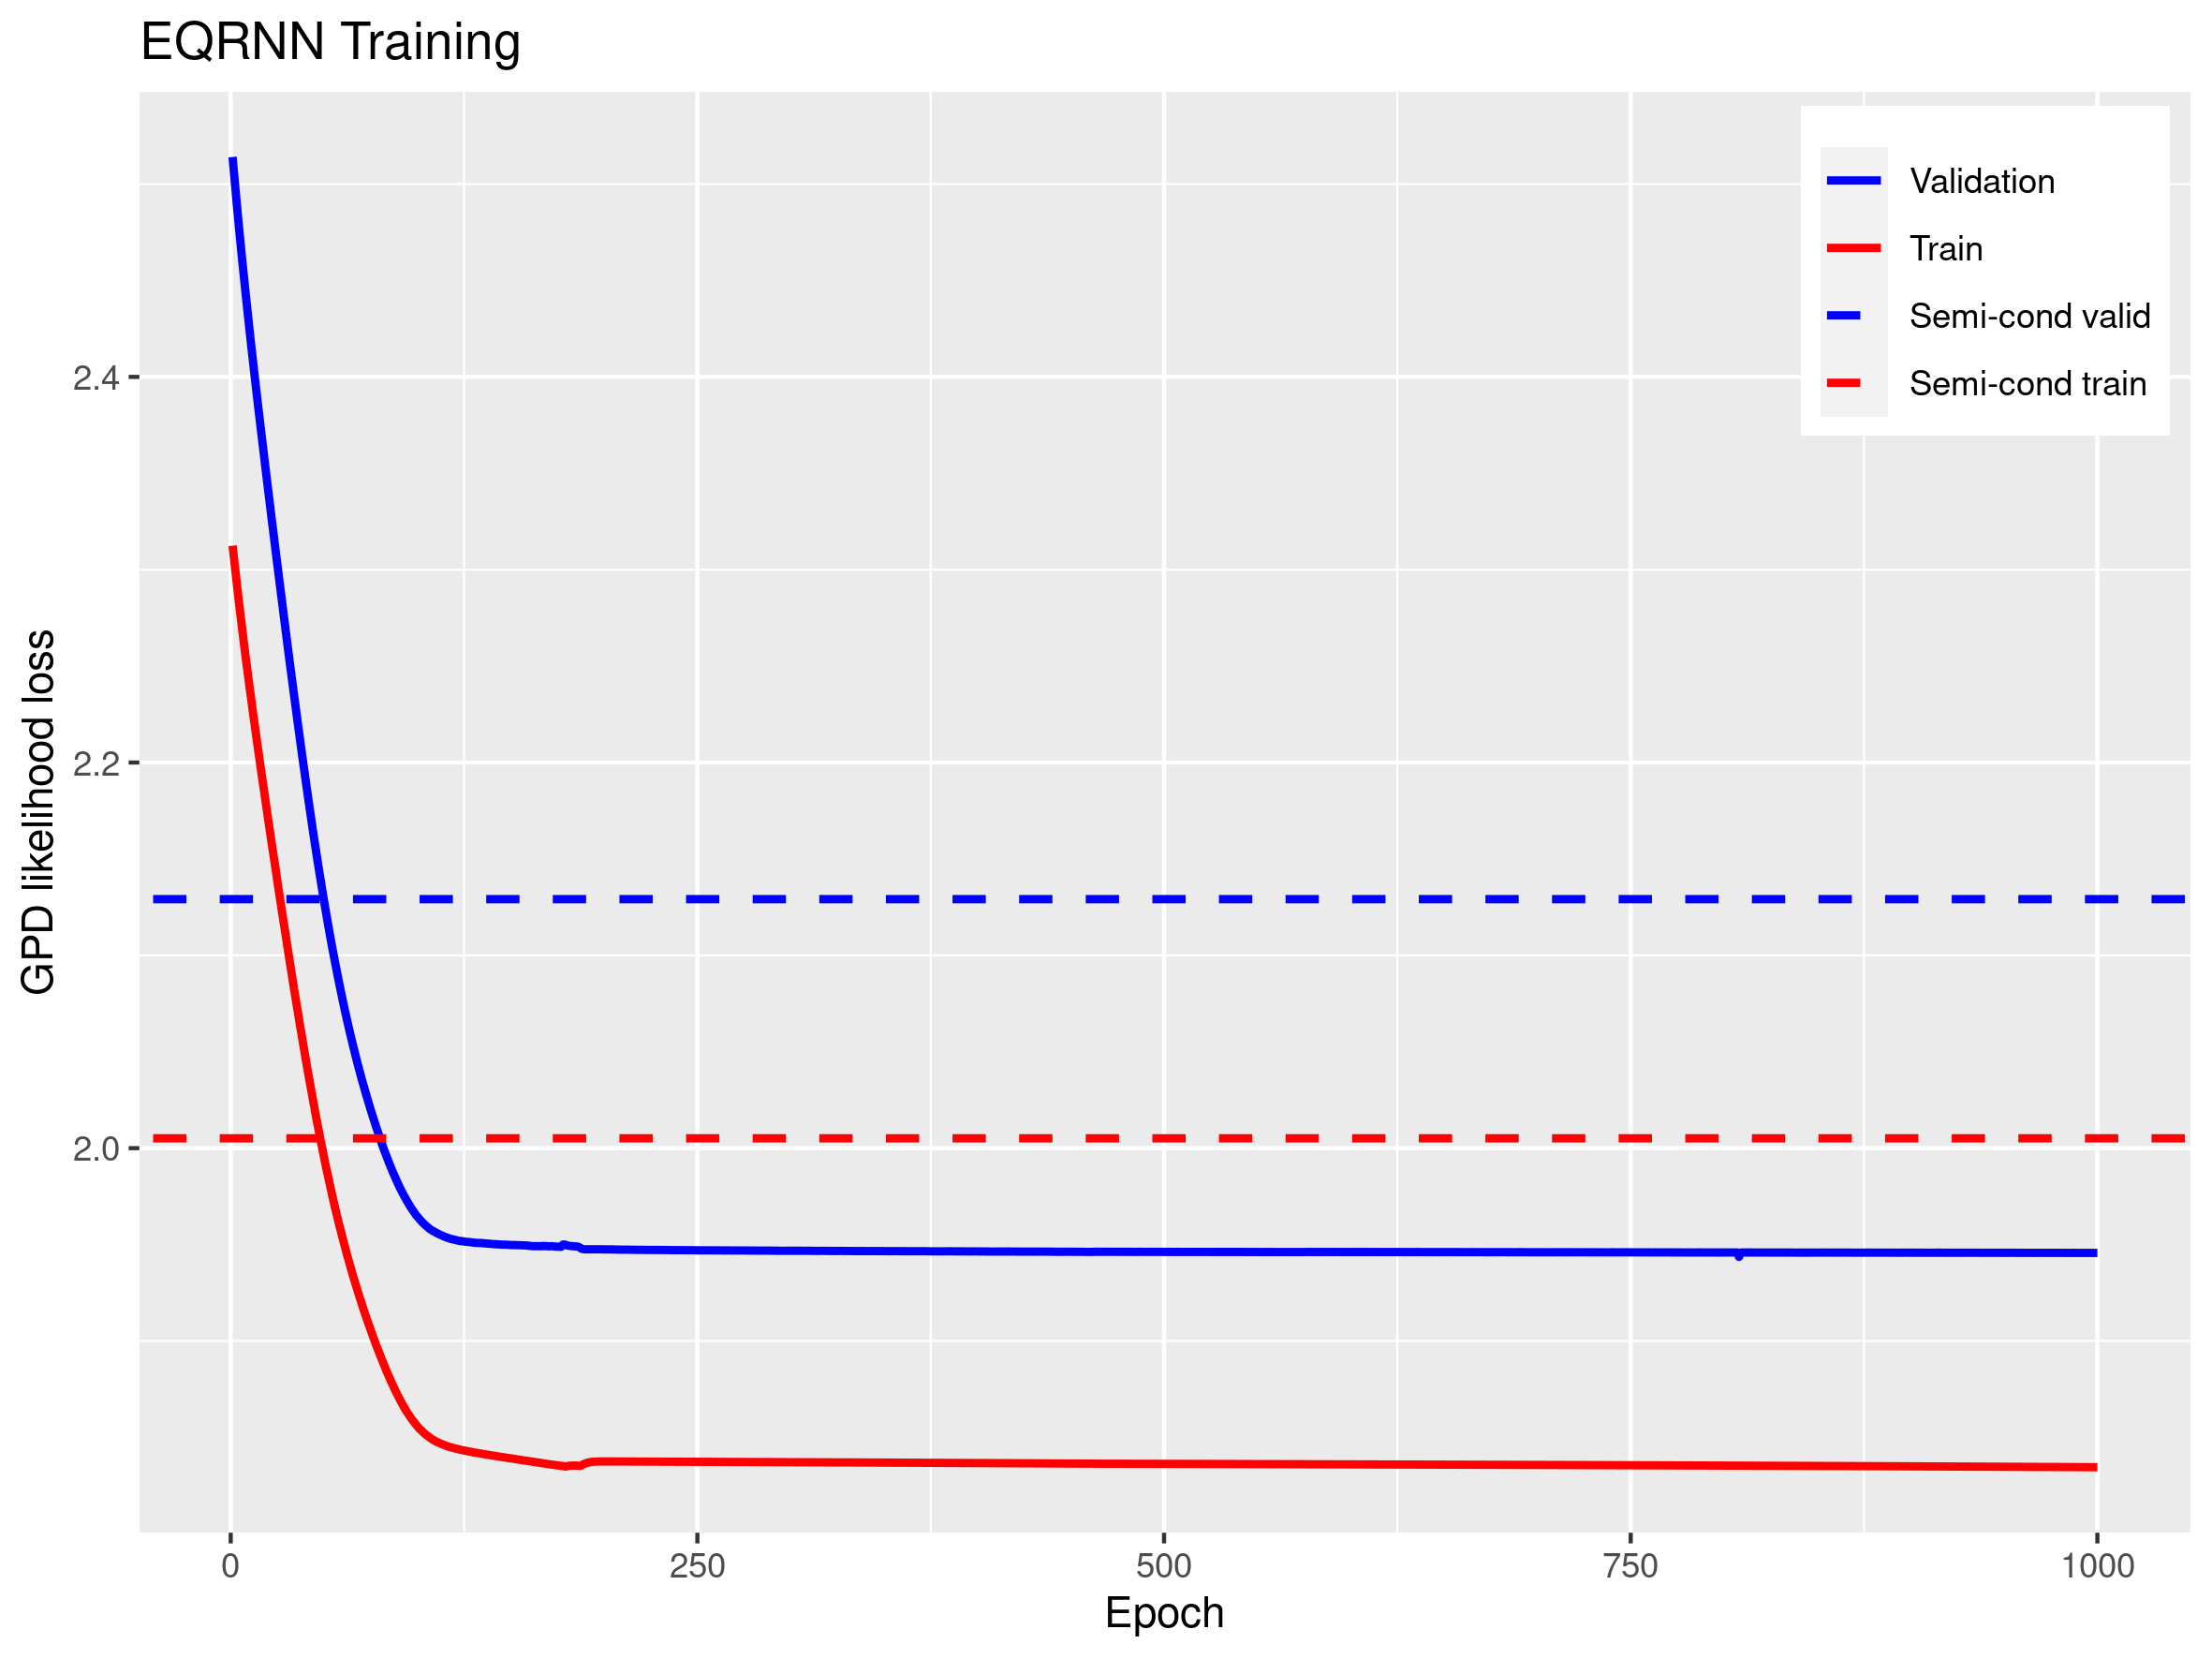 EQRNN Training
Validation
Train
Semi-cond valid
Semi-cond train
GPD likelihood loss
2.4
2.2
2.0
0
250
500
750
1000
Epoch